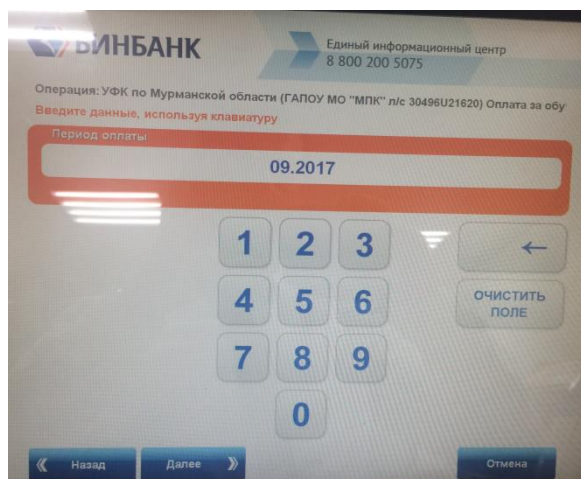 БИНБАНК
Единый информационный центр
8 800 200 5075
Операция: УФК по Мурманской области (ГАПОУ МО "МПК" л/с 30496U21620) Оплата за обу
Введите данные, используя клавиатуру
Период оплаты
09.2017
1 2 3 ←
4 5 6 ОЧИСТИТЬ
ПОЛЕ
7 8 9
0
《 Назад
Далее 》
Отмена